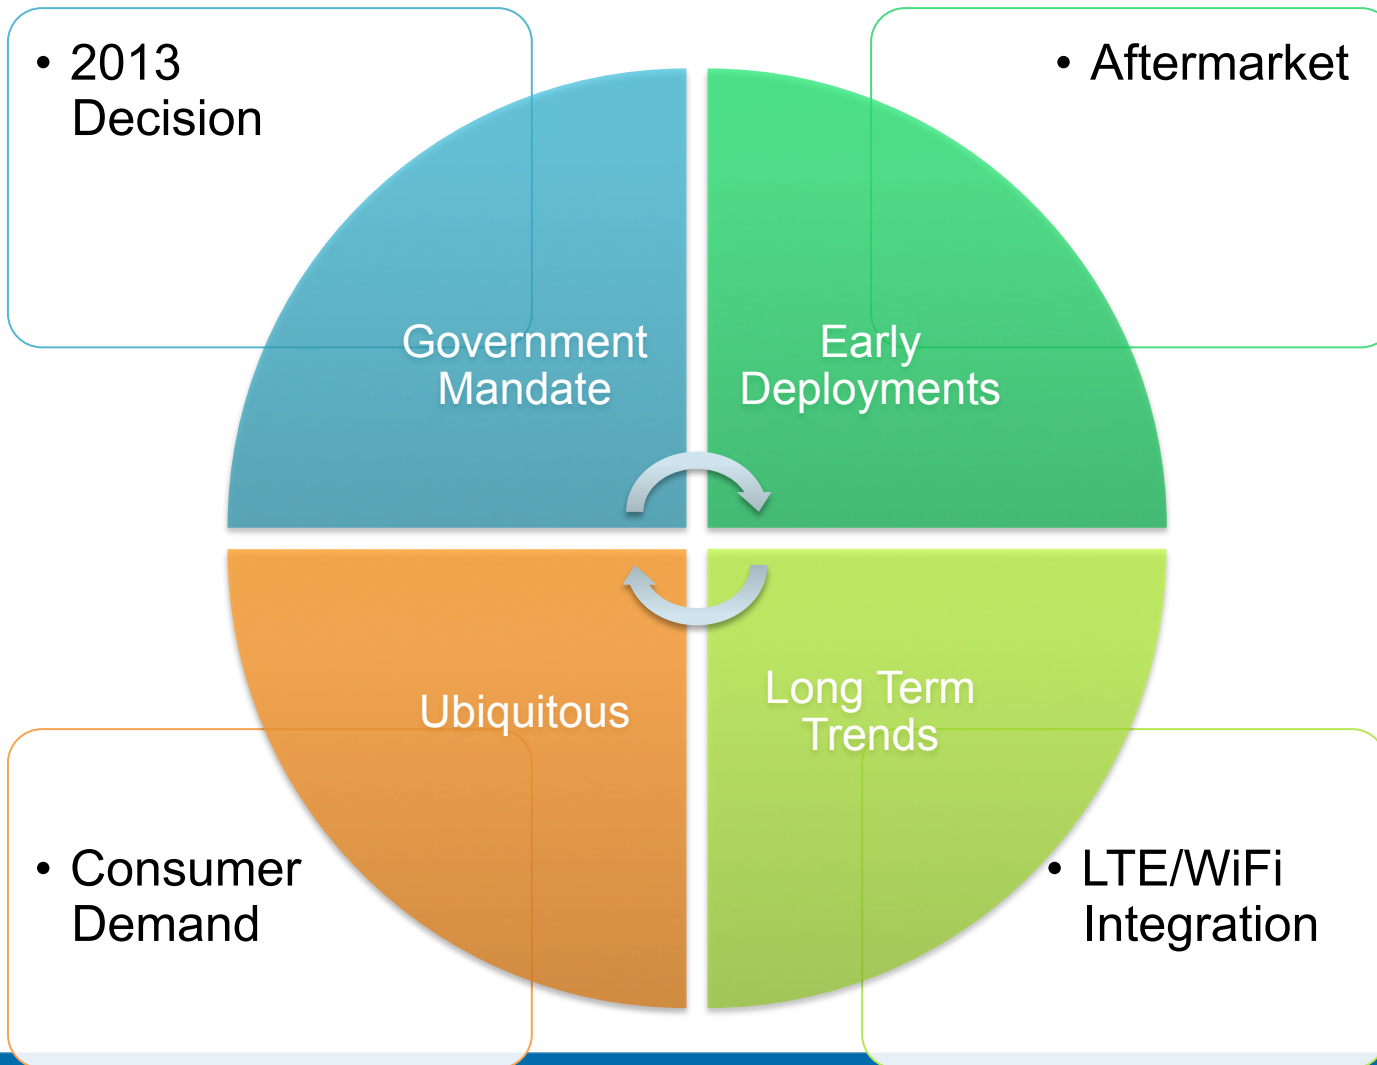 • 2013
Decision
• Aftermarket
Government
Mandate
Early
Deployments
Ubiquitous
Long Term
Trends
• Consumer
Demand
• LTE/WiFi
Integration